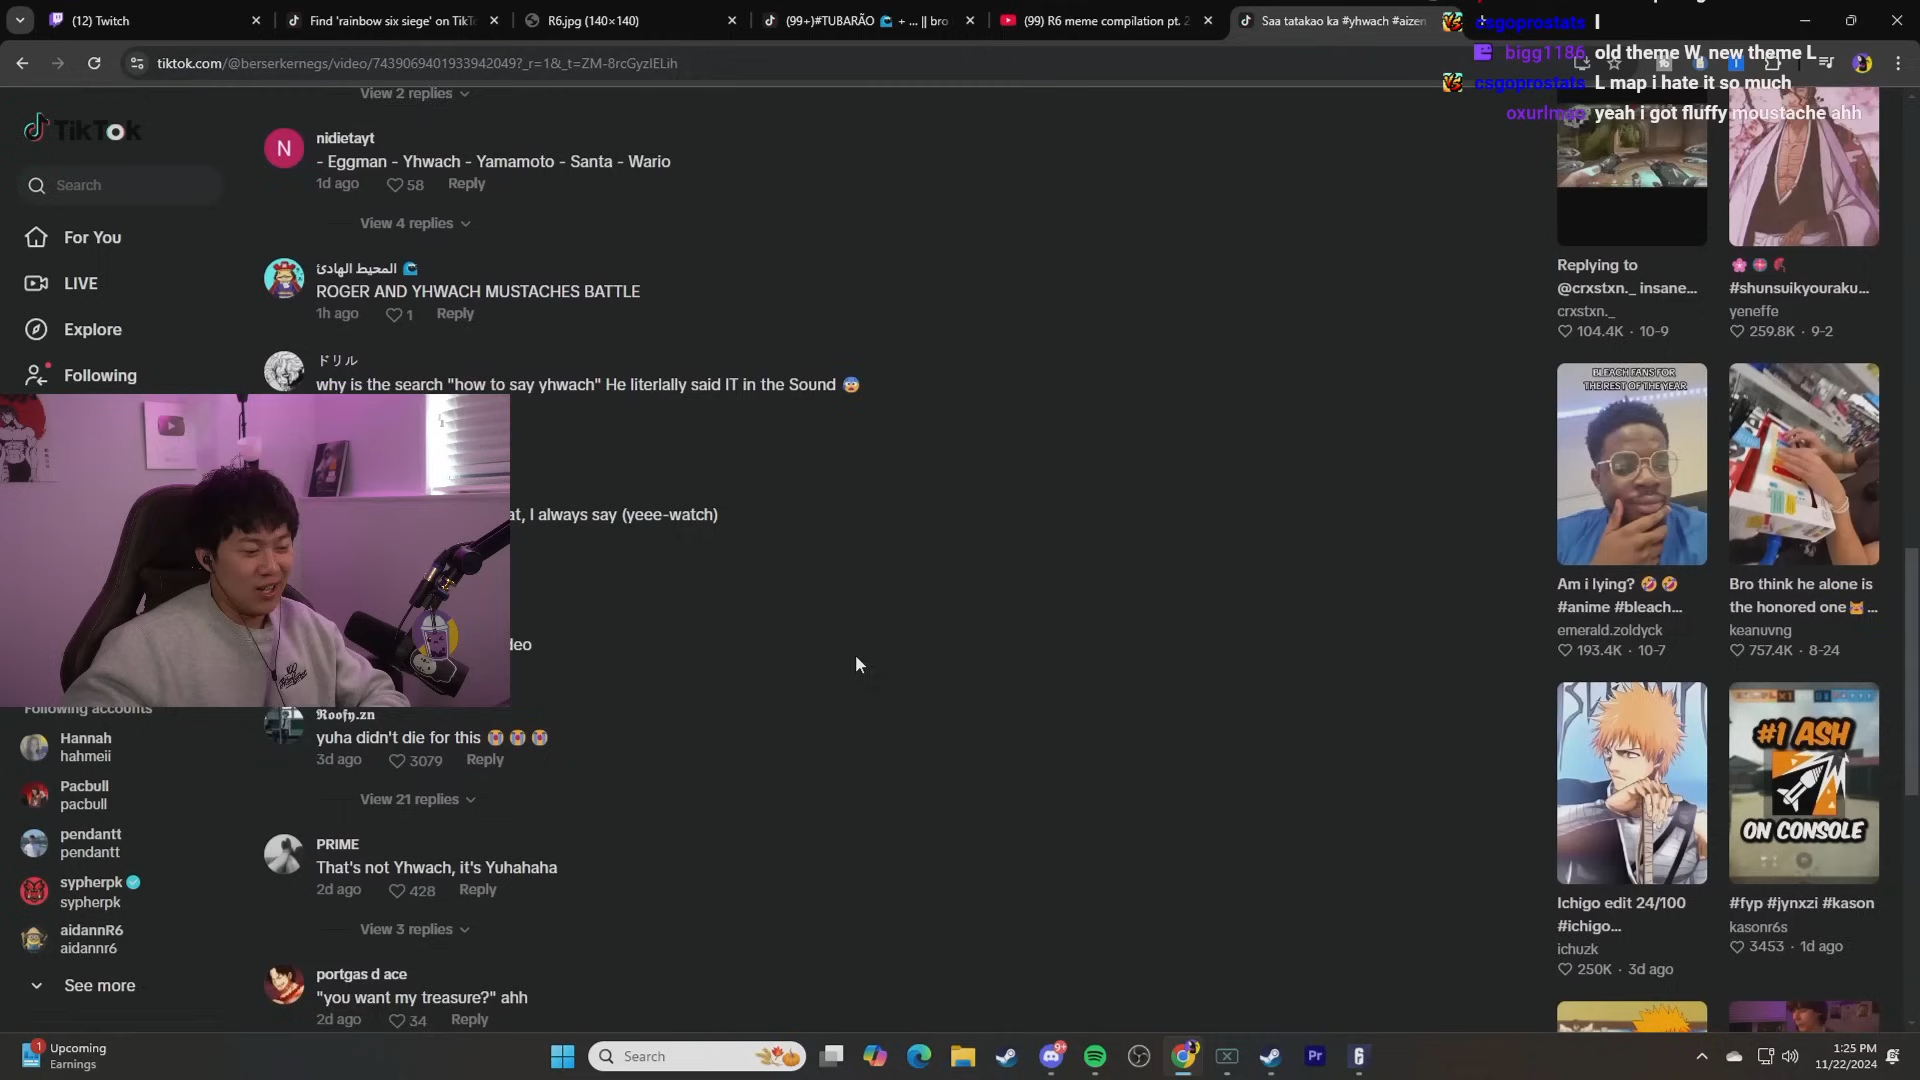 (12) Twitch
Find 'rainbow six siege' on TikT
R6.jpg (140×140)
(99+)#TUBARÃO 🌊 + ... || bro
(99) R6 meme compilation pt. 2
Saa tatakao ka #yhwach #aizen
tiktok.com/@berserkernegs/video/7439069401933942049?_r=1&_t=ZM-8rcGyzIELih
csgoprostats I
bigg1186 old theme W, new theme L
csgoprostats L map i hate it so much
oxurlmao yeah i got fluffy moustache ahh
TikTok
Search
For You
LIVE
Explore
Following
Following accounts
Hannah
hahmeii
Pacbull
pacbull
pendantt
pendantt
sypherpk
sypherpk
aidannR6
aidannr6
See more
View 2 replies
N
nidietayt
- Eggman - Yhwach - Yamamoto - Santa - Wario
1d ago 58 Reply
View 4 replies
المحيط الهادئ 🌊
ROGER AND YHWACH MUSTACHES BATTLE
1h ago 1 Reply
ドリル
why is the search "how to say yhwach" He literlally said IT in the Sound 😨
at, I always say (yeee-watch)
deo
𝕽𝖔𝖔𝖋𝖞.zn
yuha didn't die for this 😭 😭 😭
3d ago 3079 Reply
View 21 replies
PRIME
That's not Yhwach, it's Yuhahaha
2d ago 428 Reply
View 3 replies
portgas d ace
"you want my treasure?" ahh
2d ago 34 Reply
Replying to
@crxstxn._ insane...
crxstxn._
104.4K · 10-9
🌸 🌺 🪭
#shunsuikyouraku...
yeneffe
259.8K · 9-2
BLEACH FANS FOR
THE REST OF THE YEAR
Am i lying? 🤣 🤣
#anime #bleach...
emerald.zoldyck
193.4K · 10-7
Bro think he alone is
the honored one😹 ...
keanuvng
757.4K · 8-24
Ichigo edit 24/100
#ichigo...
ichuzk
250K · 3d ago
#1 ASH
ON CONSOLE
#fyp #jynxzi #kason
kasonr6s
3453 · 1d ago
1
Upcoming
Earnings
Search
9+
Pr
1:25 PM
11/22/2024